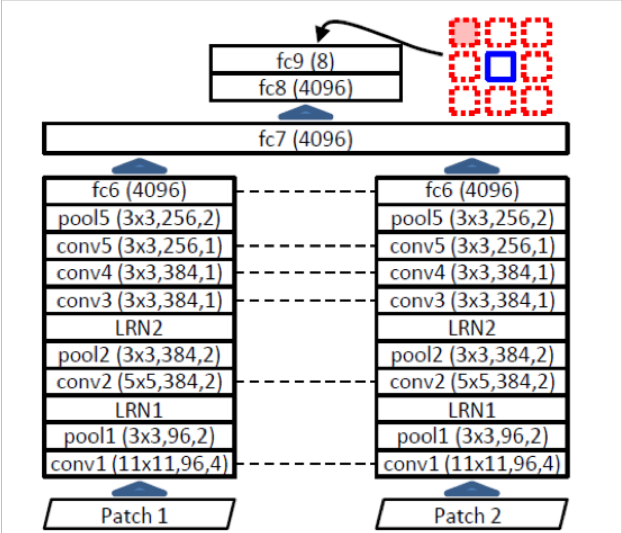 fc9 (8)
fc8 (4096)
fc7 (4096)
fc6 (4096)
pool5 (3x3,256,2)
conv5 (3x3,256,1)
conv4 (3x3,384,1)
conv3 (3x3,384,1)
LRN2
pool2 (3x3,384,2)
conv2 (5x5,384,2)
LRN1
pool1 (3x3,96,2)
conv1 (11x11,96,4)
Patch 1
fc6 (4096)
pool5 (3x3,256,2)
conv5 (3x3,256,1)
conv4 (3x3,384,1)
conv3 (3x3,384,1)
LRN2
pool2 (3x3,384,2)
conv2 (5x5,384,2)
LRN1
pool1 (3x3,96,2)
conv1 (11x11,96,4)
Patch 2